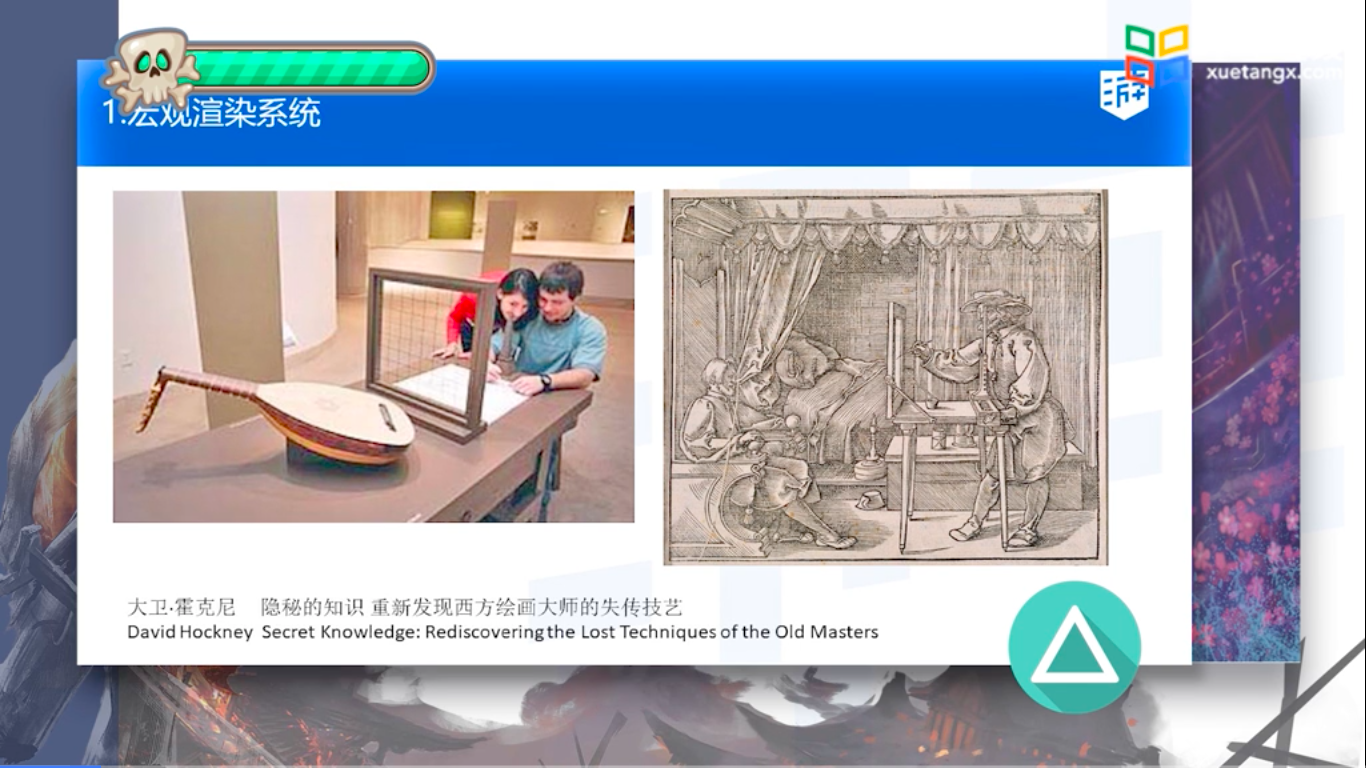 xuetangx.com
游
1.宏观渲染系统
大卫·霍克尼 隐秘的知识 重新发现西方绘画大师的失传技艺
David Hockney Secret Knowledge: Rediscovering the Lost Techniques of the Old Masters